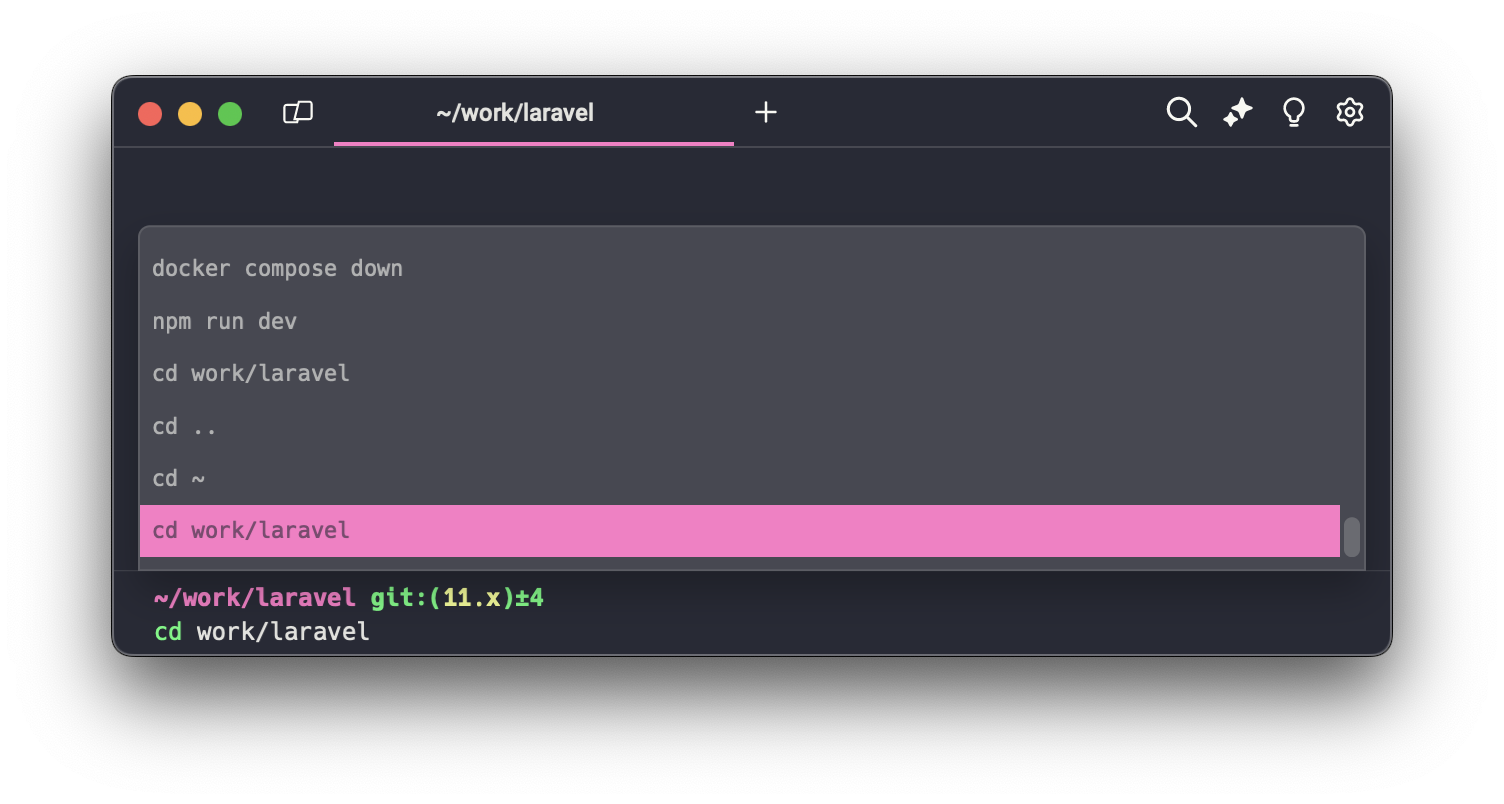 ~/work/laravel
docker compose down
npm run dev
cd work/laravel
cd ..
cd ~
cd work/laravel
~/work/laravel git:(11.x)±4
cd work/laravel